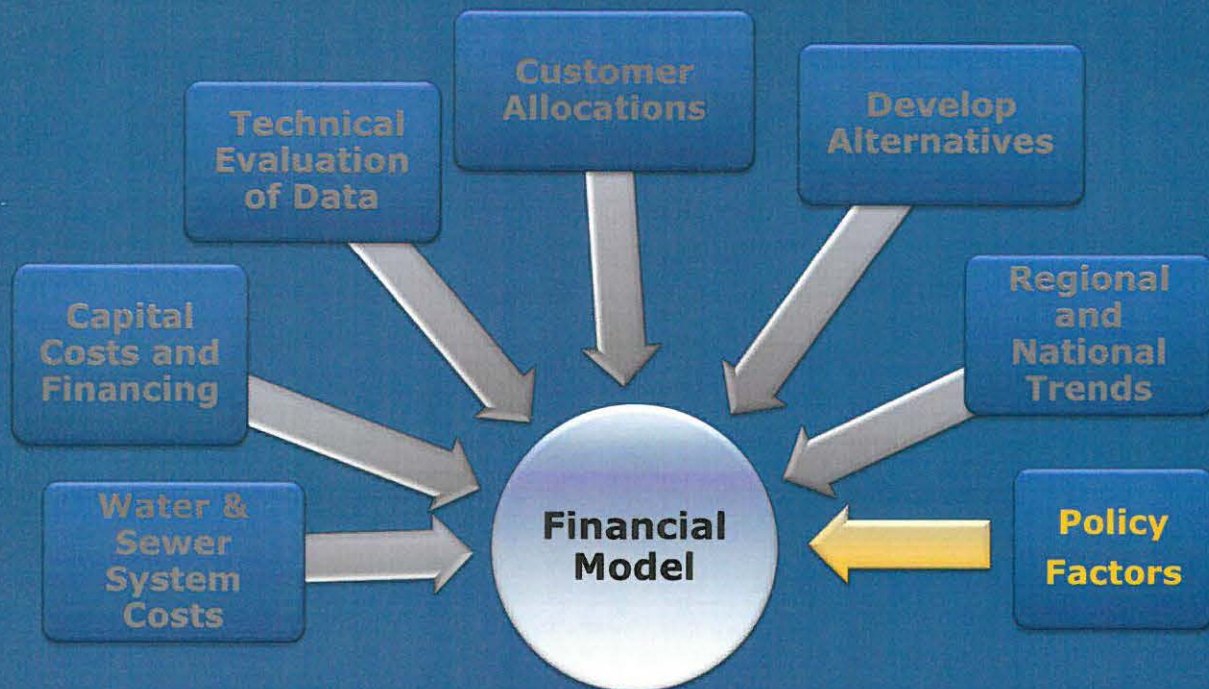 Customer
Allocations
Technical
Evaluation
of Data
Develop
Alternatives
Capital
Costs and
Financing
Regional
and
National
Trends
Water &
Sewer
System
Costs
Financial
Model
Policy
Factors